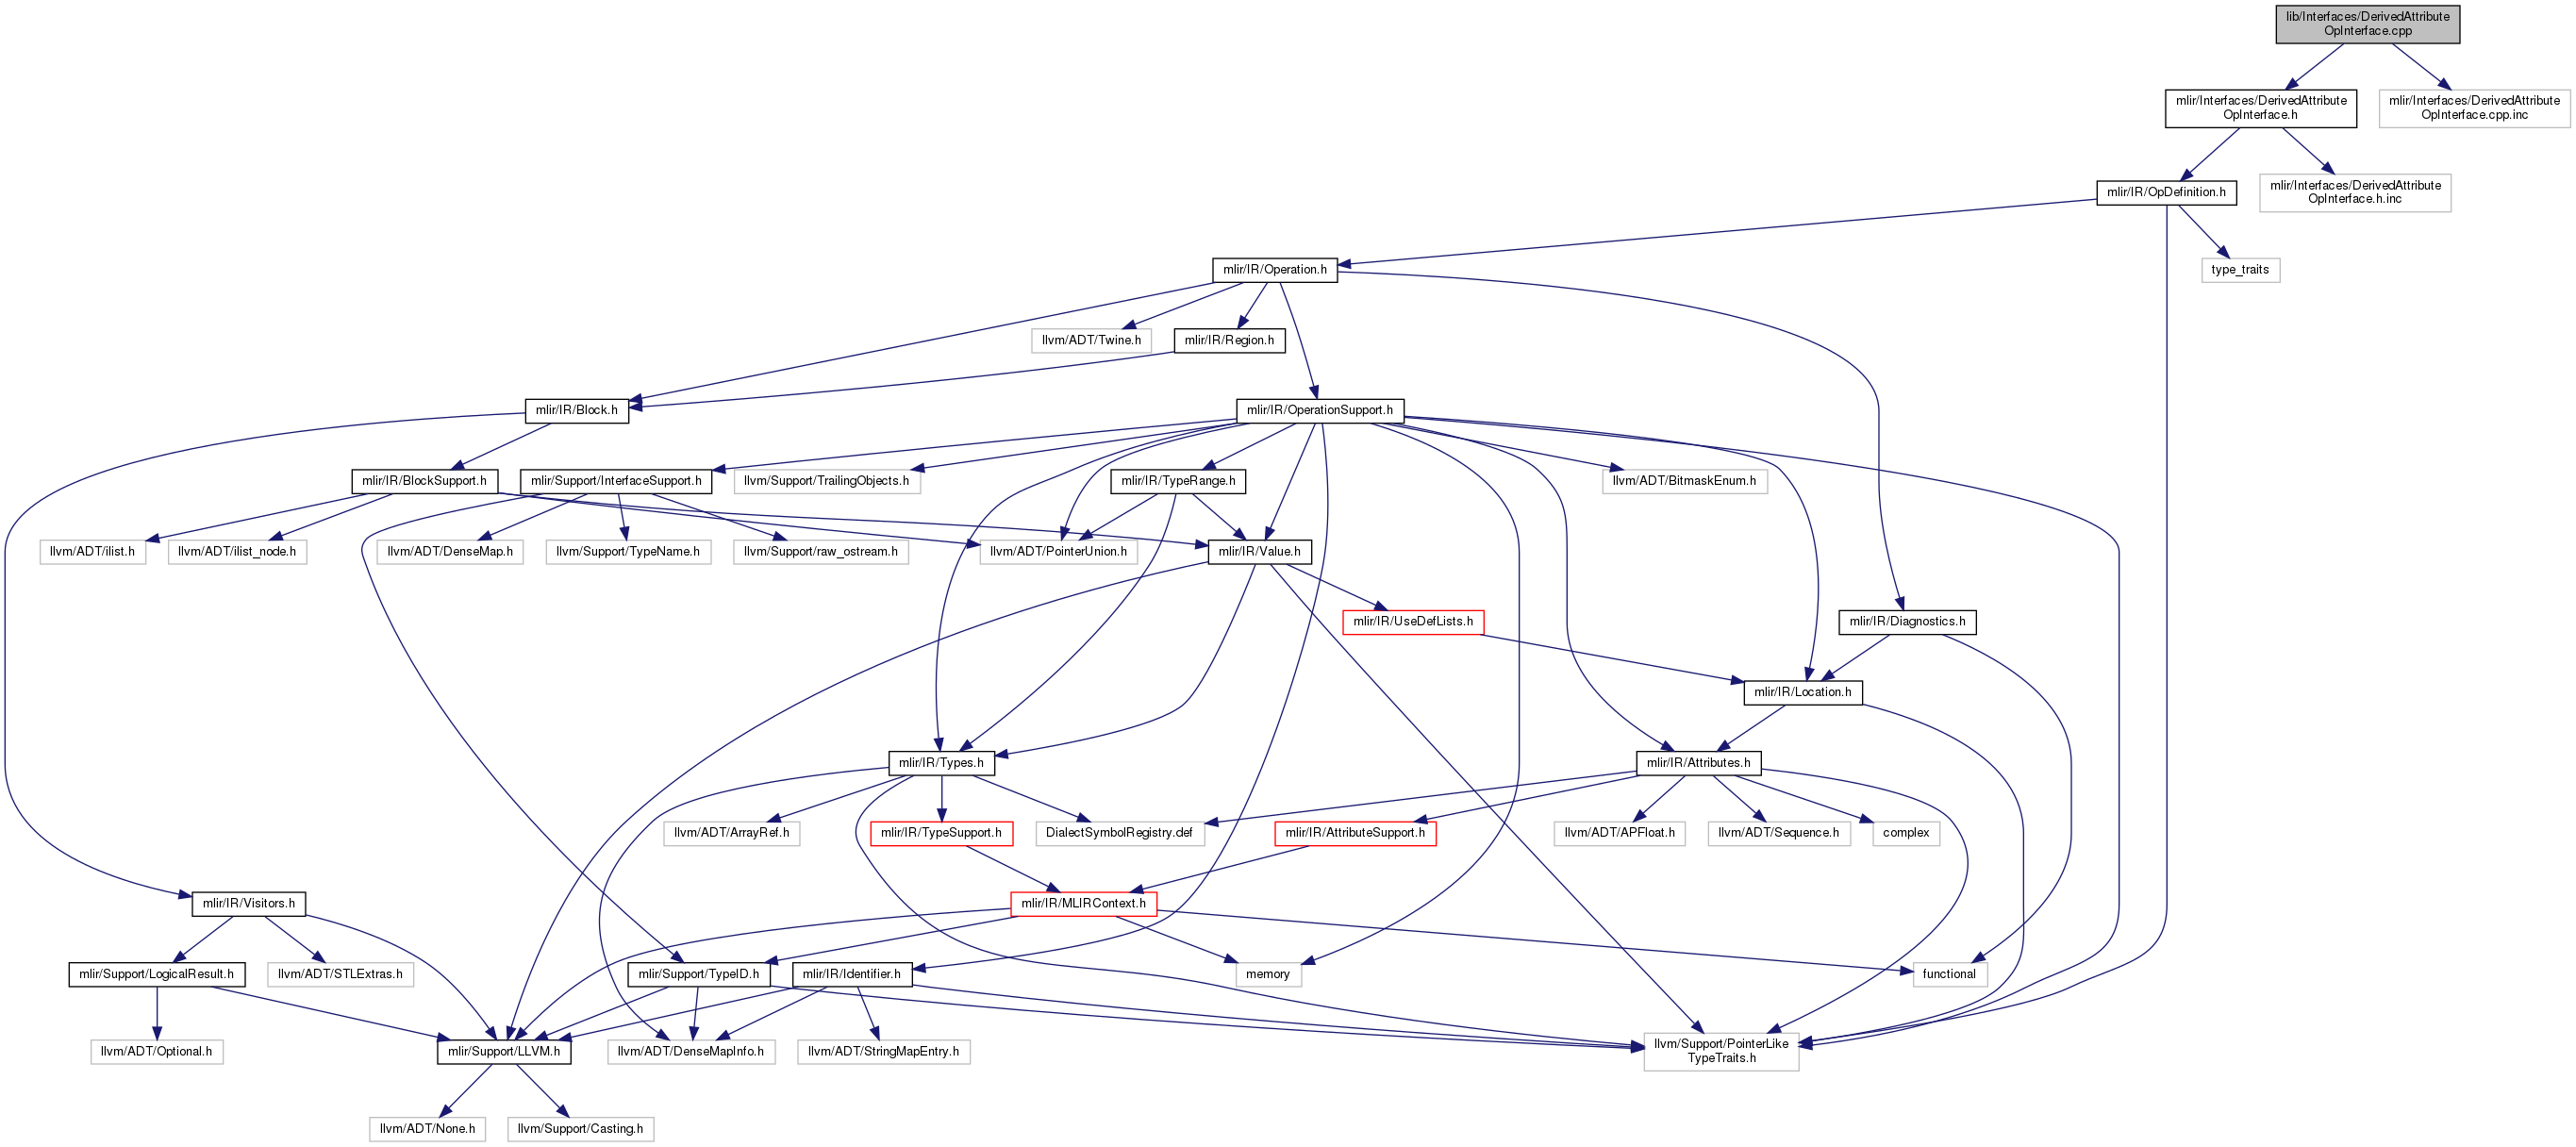 lib/Interfaces/DerivedAttribute
OpInterface.cpp
mlir/Interfaces/DerivedAttribute
OpInterface.h
mlir/Interfaces/DerivedAttribute
OpInterface.cpp.inc
mlir/IR/OpDefinition.h
mlir/Interfaces/DerivedAttribute
OpInterface.h.inc
mlir/IR/Operation.h
type_traits
llvm/ADT/Twine.h
mlir/IR/Region.h
mlir/IR/Block.h
mlir/IR/OperationSupport.h
mlir/IR/BlockSupport.h
mlir/Support/InterfaceSupport.h
llvm/Support/TrailingObjects.h
mlir/IR/TypeRange.h
llvm/ADT/BitmaskEnum.h
llvm/ADT/ilist.h
llvm/ADT/ilist_node.h
llvm/ADT/DenseMap.h
llvm/Support/TypeName.h
llvm/Support/raw_ostream.h
llvm/ADT/PointerUnion.h
mlir/IR/Value.h
mlir/IR/UseDefLists.h
mlir/IR/Diagnostics.h
mlir/IR/Location.h
mlir/IR/Types.h
mlir/IR/Attributes.h
llvm/ADT/ArrayRef.h
mlir/IR/TypeSupport.h
DialectSymbolRegistry.def
mlir/IR/AttributeSupport.h
llvm/ADT/APFloat.h
llvm/ADT/Sequence.h
complex
mlir/IR/Visitors.h
mlir/IR/MLIRContext.h
mlir/Support/LogicalResult.h
llvm/ADT/STLExtras.h
mlir/Support/TypeID.h
mlir/IR/Identifier.h
memory
functional
llvm/ADT/Optional.h
mlir/Support/LLVM.h
llvm/ADT/DenseMapInfo.h
llvm/ADT/StringMapEntry.h
llvm/Support/PointerLike
TypeTraits.h
llvm/ADT/None.h
llvm/Support/Casting.h